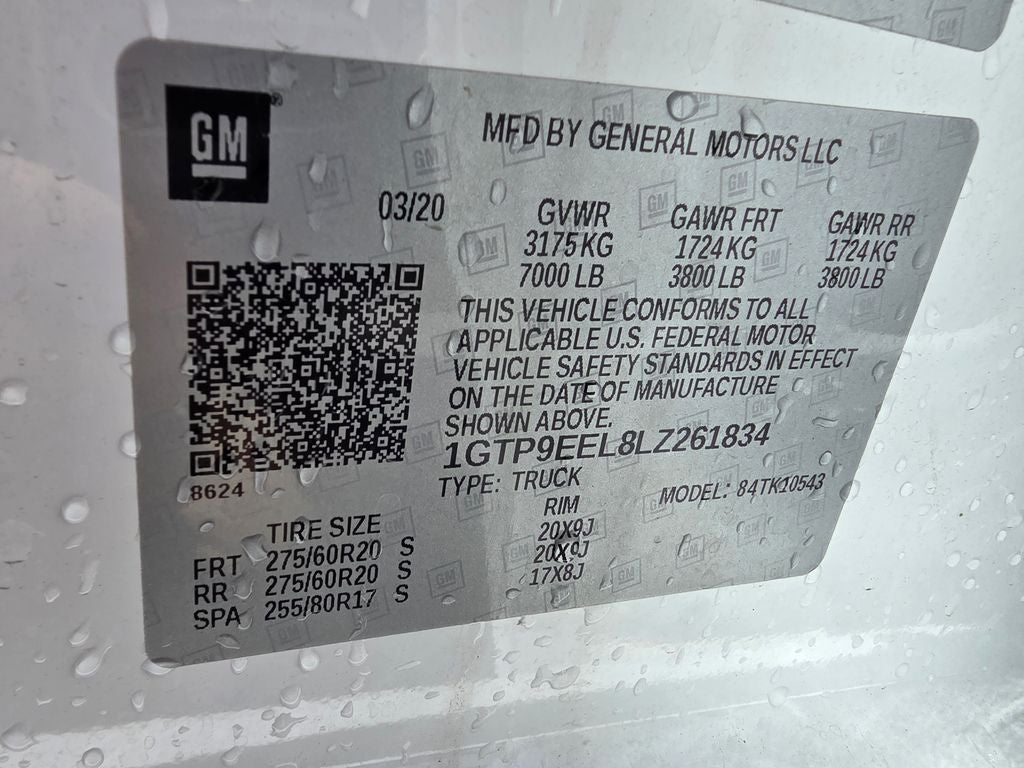 GM
MFD BY GENERAL MOTORS LLC
03/20
GVWR GAWR FRT GAWR RR
3175 KG 1724 KG 1724 KG
7000 LB 3800 LB 3800 LB
THIS VEHICLE CONFORMS TO ALL
APPLICABLE U.S. FEDERAL MOTOR
VEHICLE SAFETY STANDARDS IN EFFECT
ON THE DATE OF MANUFACTURE
SHOWN ABOVE.
1GTP9EEL8LZ261834
8624
TYPE: TRUCK MODEL: 84TK10543
TIRE SIZE RIM
FRT 275/60R20 S 20X9J
RR 275/60R20 S 20X9J
SPA 255/80R17 S 17X8J